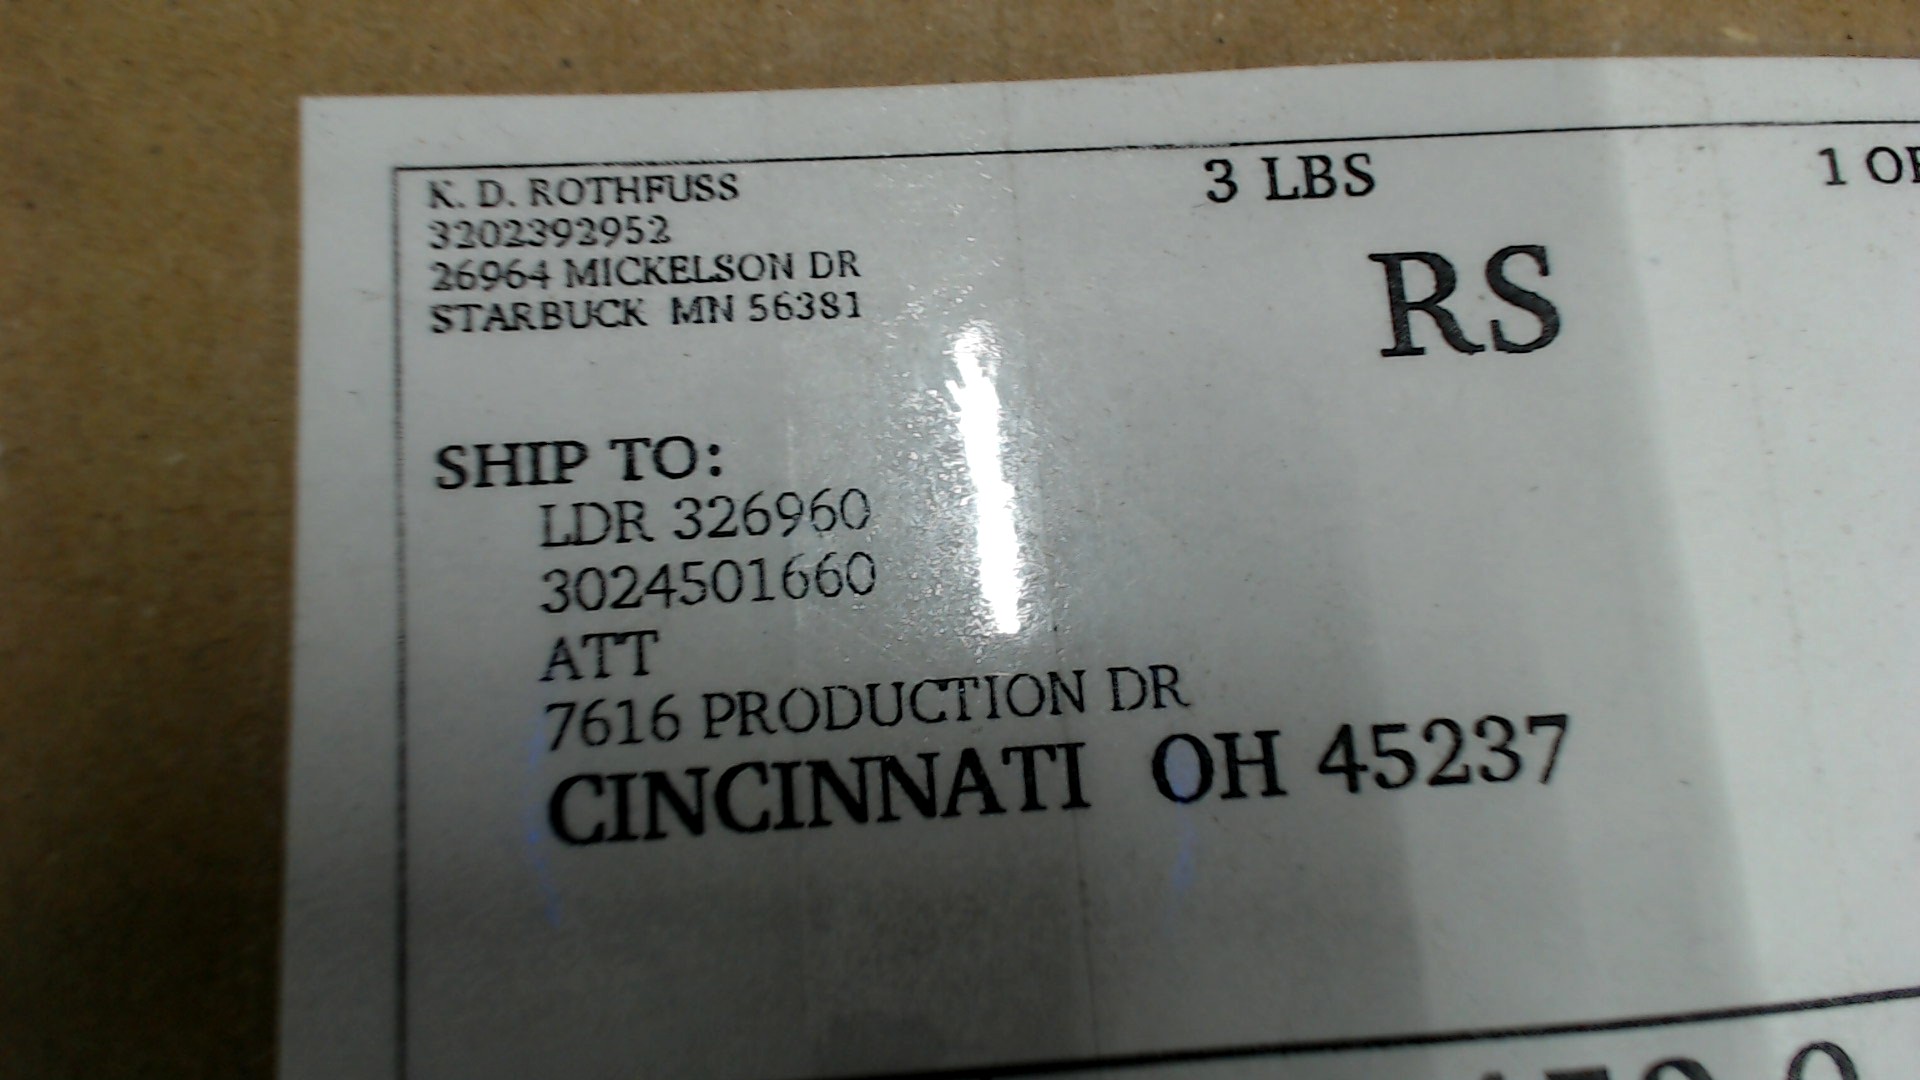 K. D. ROTHFUSS
3202392952
26964 MICKELSON DR
STARBUCK MN 56381
3 LBS
1
RS
SHIP TO:
LDR 326960
3024501660
ATT
7616 PRODUCTION DR
CINCINNATI OH 45237